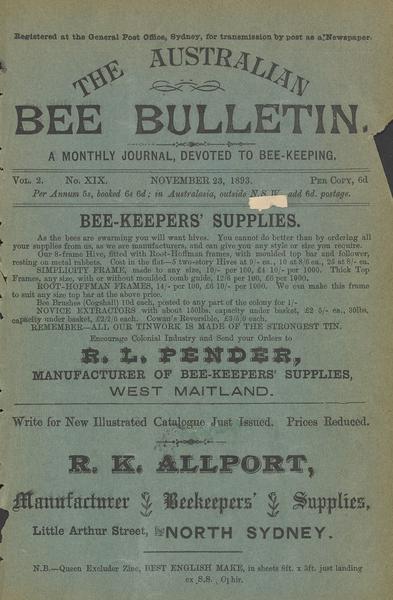 Registered at the General Post Office, Sydney, for transmission by post as a Newspaper.
THE AUSTRALIAN
BEE BULLETIN.
A MONTHLY JOURNAL, DEVOTED TO BEE-KEEPING.
VOL. 2. No. XIX. NOVEMBER 23, 1893. PER COPY, 6d
Per Annum 5s, booked 6s 6d; in Australasia, outside N.S.W. add 6d. postage.
BEE-KEEPERS' SUPPLIES.
As the bees are swarming you will want hives. You cannot do better than by ordering all
your supplies from us, as we are manufacturers, and can give you any style or size you require.
Our 8-frame Hive, fitted with Root-Hoffman frames, with moulded top bar and follower,
resting on metal rabbets. Cost in the flat—5 two-story Hives at 9/- ea., 10 at 8/6 ea., 25 at 8/- ea.
SIMPLICITY FRAME, made to any size, 10/- per 100, £4 10/- per 1000. Thick Top
Frames, any size, with or without moulded comb guide, 12/6 per 100, £6 per 1000.
ROOT-HOFFMAN FRAMES, 14/- per 100, £6 10/- per 1000. We can make this frame
to suit any size top bar at the above price.
Bee Brushes (Cogshall) 10d each, posted to any part of the colony for 1/-
NOVICE EXTRACTORS with about 150lbs. capacity under basket, £2 5/- ea., 30lbs,
capacity under basket, £2/2/6 each. Cowan's Reversible, £3/5/0 each.
REMEMBER—ALL OUR TINWORK IS MADE OF THE STRONGEST TIN.
Encourage Colonial Industry and Send your Orders to
R. L. PENDER,
MANUFACTURER OF BEE-KEEPERS' SUPPLIES,
WEST MAITLAND.
Write for New Illustrated Catalogue Just Issued. Prices Reduced.
R. K. ALLPORT,
Manufacturer Beekeepers' Supplies,
Little Arthur Street, NORTH SYDNEY.
N.B.—Queen Excluder Zinc, BEST ENGLISH MAKE, in sheets 8ft. x 3ft. just landing
ex S.S.